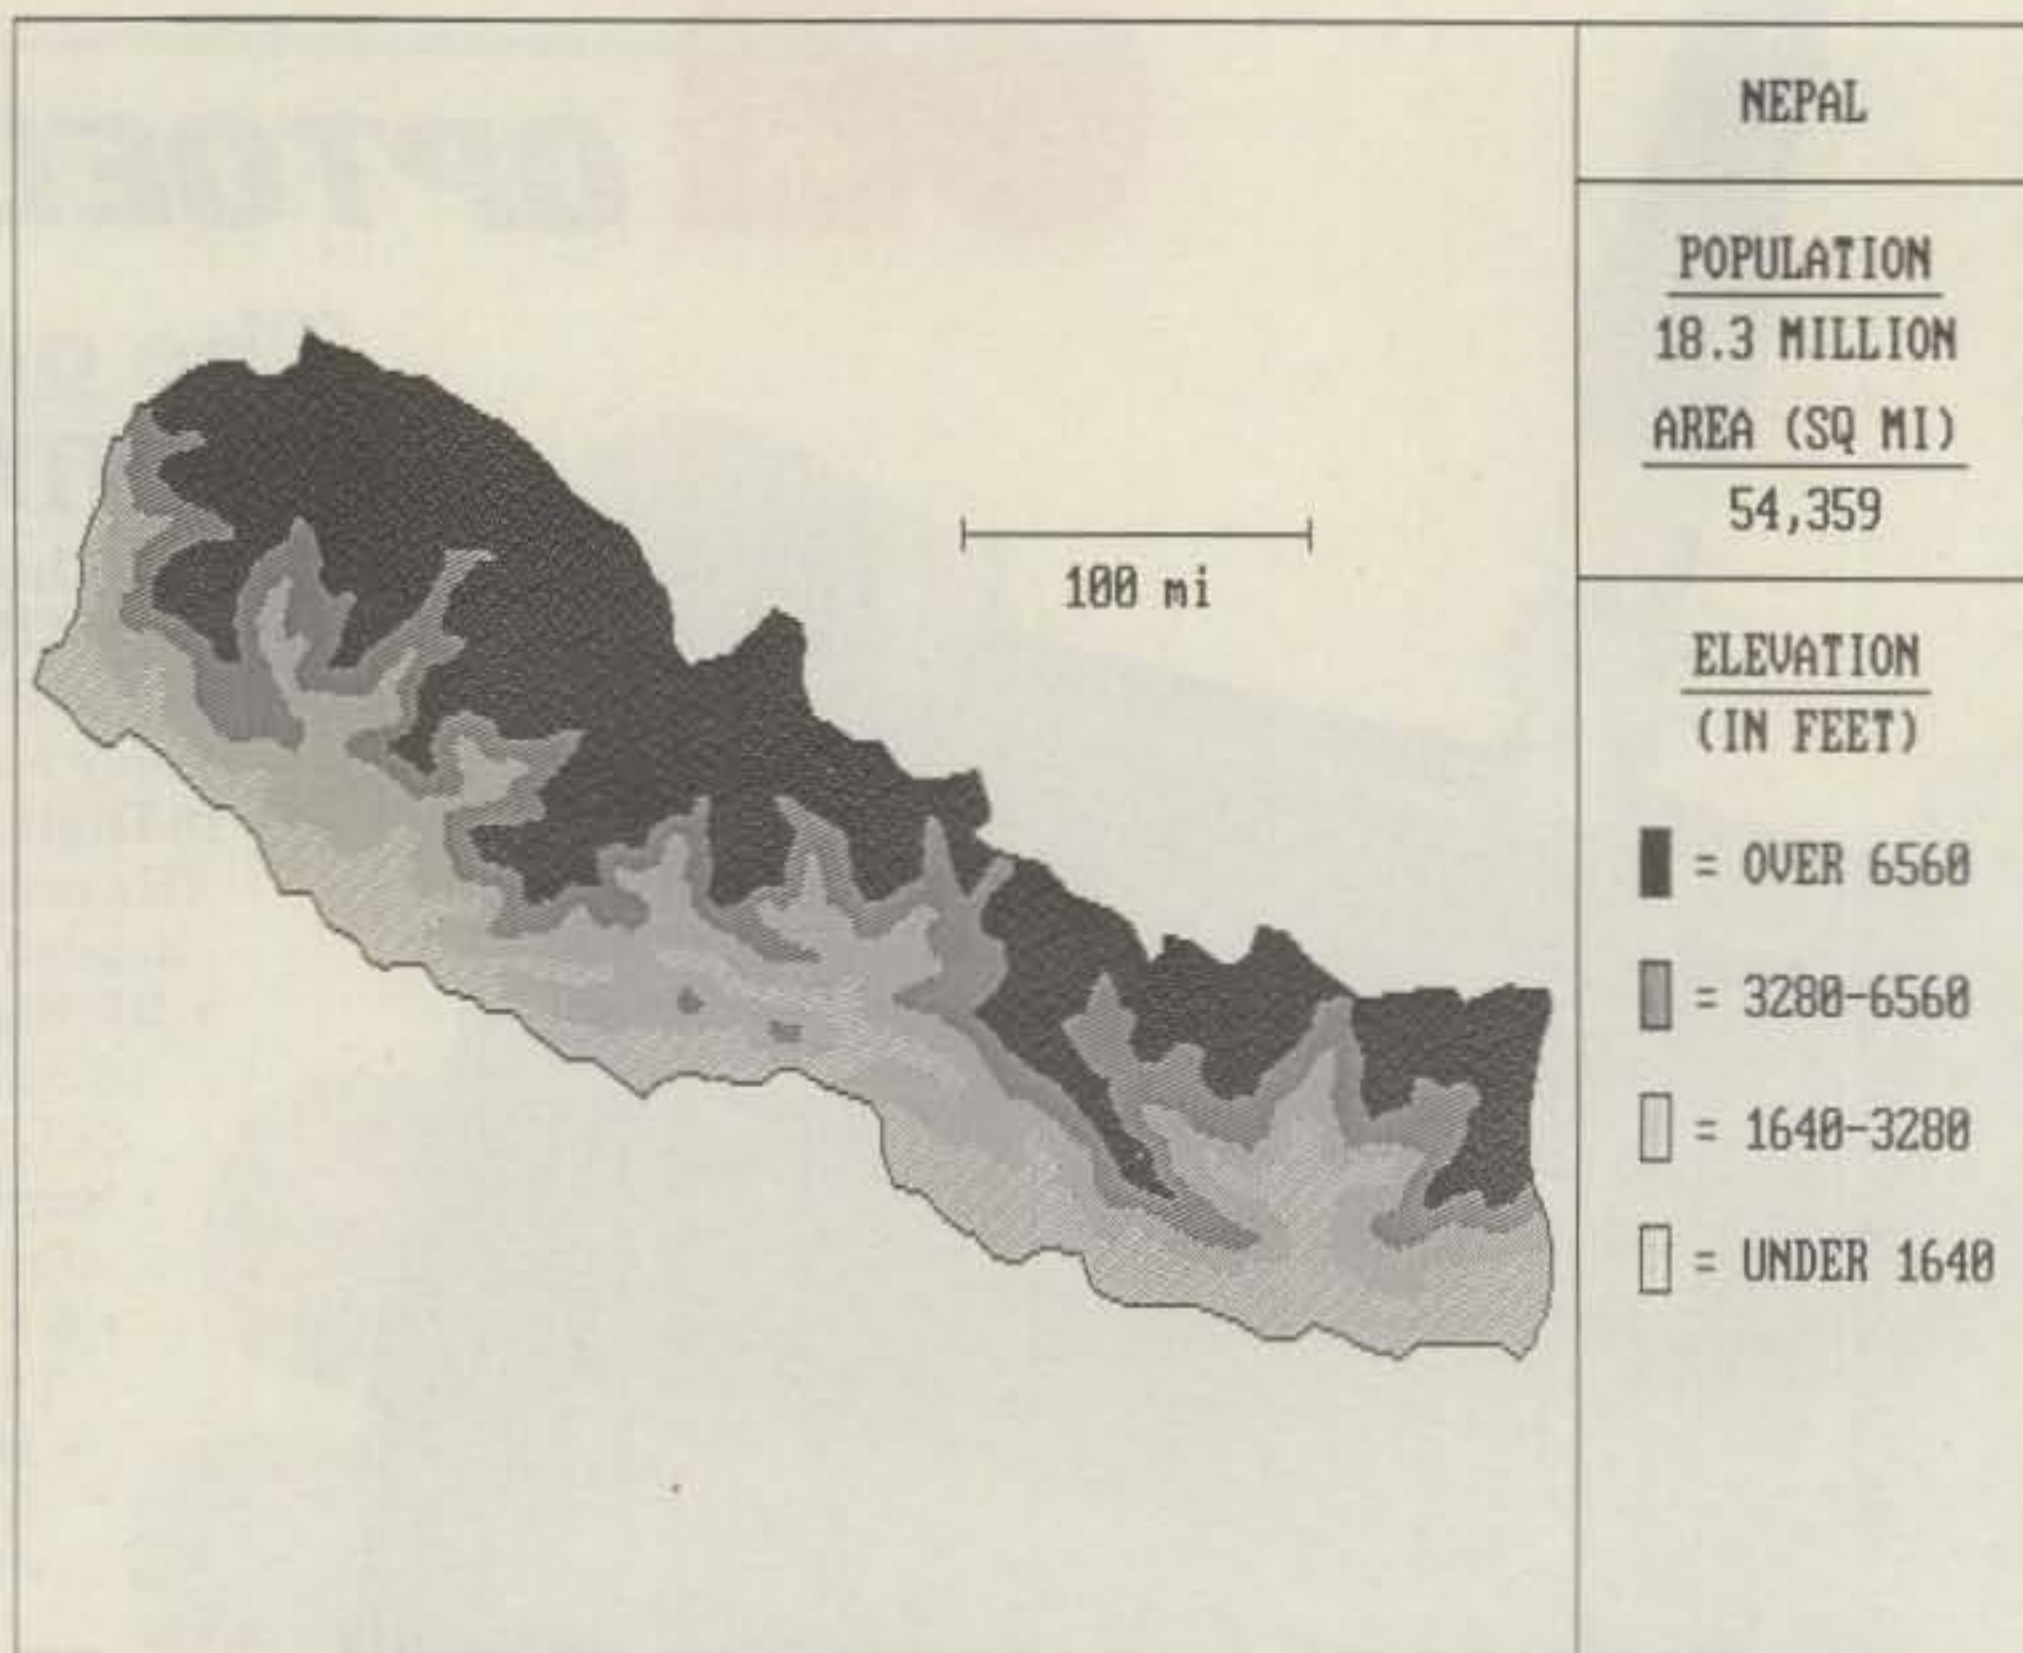 NEPAL
POPULATION
18.3 MILLION
AREA (SQ MI)
54,359
100 mi
ELEVATION
(IN FEET)
= OVER 6560
= 3280-6560
= 1640-3280
= UNDER 1640